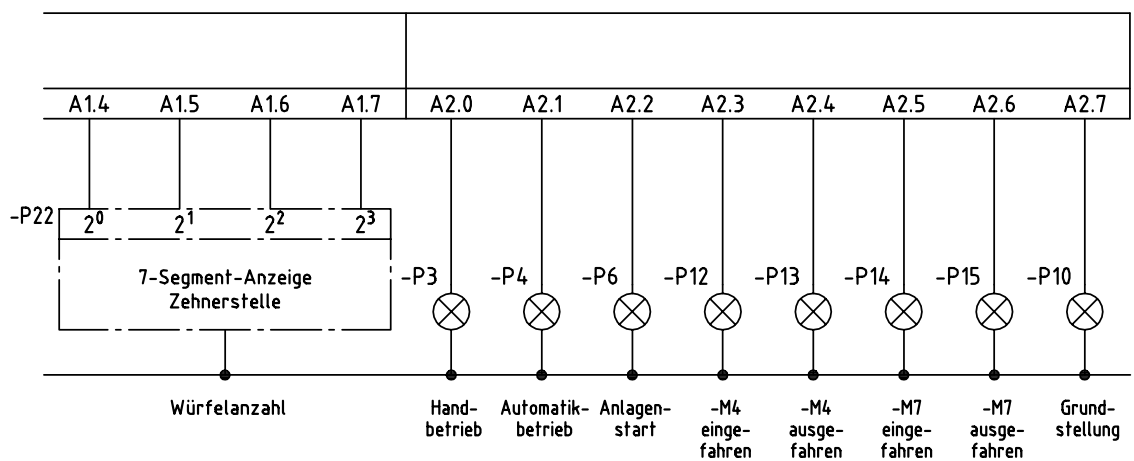 A1.4 A1.5 A1.6 A1.7 A2.0 A2.1 A2.2 A2.3 A2.4 A2.5 A2.6 A2.7
-P22 2⁰ 2¹ 2² 2³
7-Segment-Anzeige
Zehnerstelle
-P3 -P4 -P6 -P12 -P13 -P14 -P15 -P10
Würfelanzahl
Hand-
betrieb
Automatik-
betrieb
Anlagen-
start
-M4
eingefahren
-M4
ausge-
fahren
-M7
einge-
fahren
-M7
ausge-
fahren
Grund-
stellung